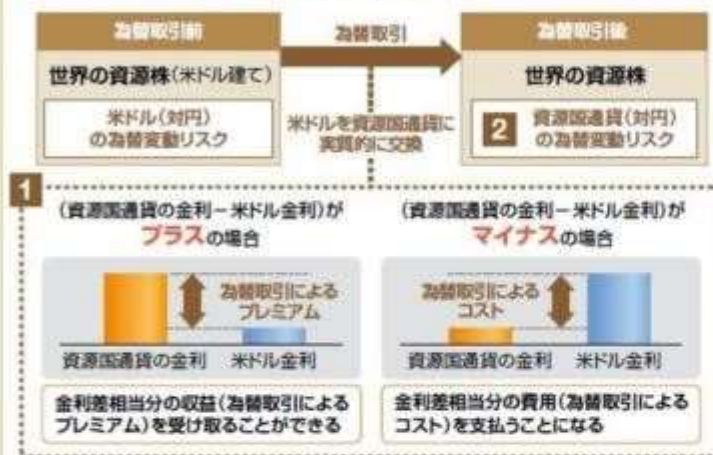 為替取引前
為替取引
為替取引後
世界の資源株(米ドル建て)
世界の資源株
米ドル(対円)
の為替変動リスク
米ドルを資源国通貨に
実質的に交換
2
資源国通貨(対円)
の為替変動リスク
1
(資源国通貨の金利－米ドル金利)が
プラスの場合
(資源国通貨の金利－米ドル金利)が
マイナスの場合
為替取引による
プレミアム
為替取引による
コスト
資源国通貨の金利
米ドル金利
資源国通貨の金利
米ドル金利
金利差相当分の収益(為替取引による
プレミアム)を受け取ることができる
金利差相当分の費用(為替取引による
コスト)を支払うことになる